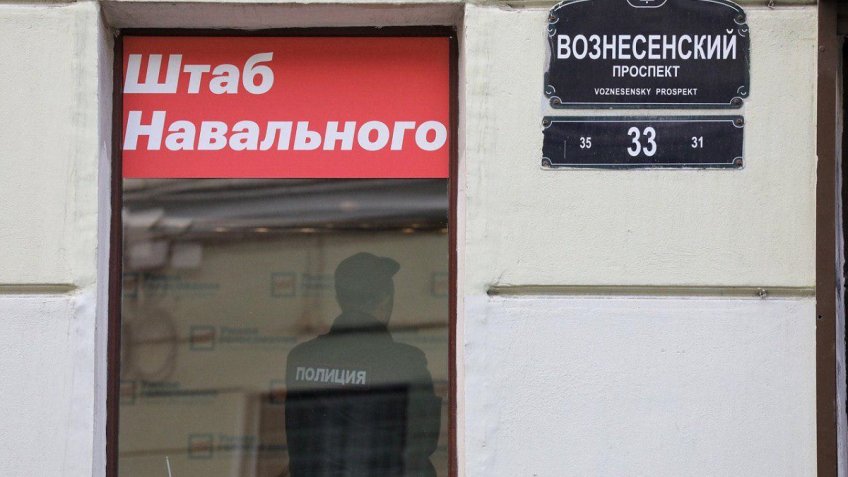 Штаб
Навального
ВОЗНЕСЕНСКИЙ
ПРОСПЕКТ
VOZNESENSKY PROSPEKT
35 33 31
ПОЛИЦИЯ